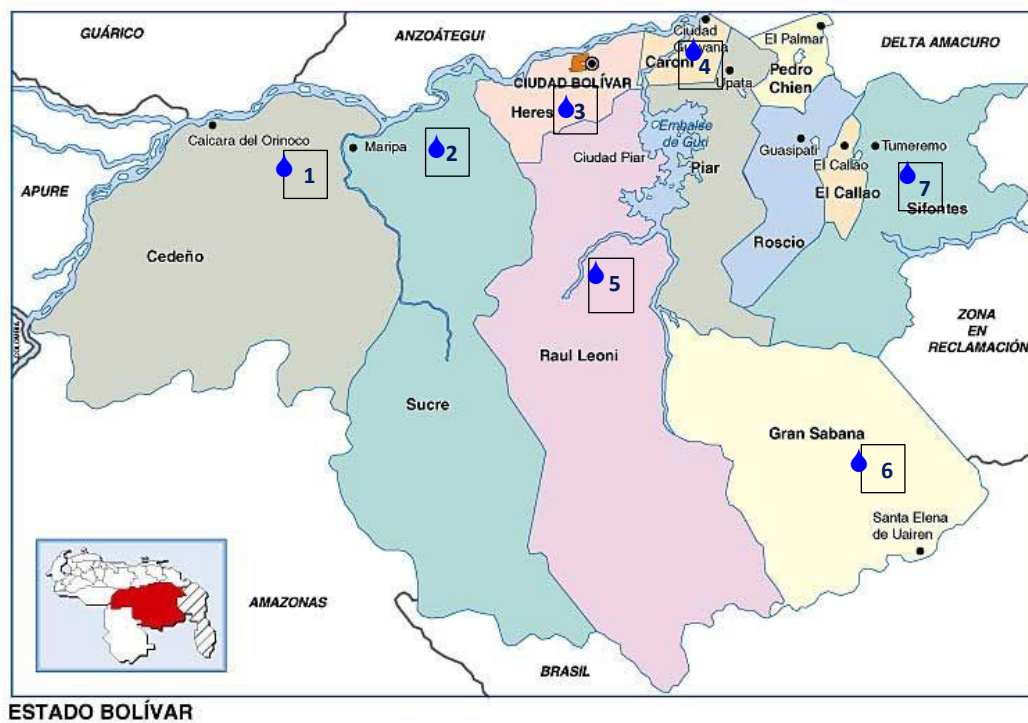 GUÁRICO
ANZOÁTEGUI
DELTA AMACURO
Ciudad
Guayana
El Palmar
Caroní
4
Upata
Pedro
Chien
CIUDAD BOLÍVAR
Heres
3
Caicara del Orinoco
Maripa
2
Embalse
de Guri
Ciudad Piar
Piar
Guasipati
El Callao
Tumeremo
APURE
1
El Callao
7
Sifontes
Cedeño
Roscio
5
ZONA
EN
RECLAMACIÓN
Raul Leoni
Sucre
Gran Sabana
6
Santa Elena
de Uairen
AMAZONAS
BRASIL
ESTADO BOLÍVAR